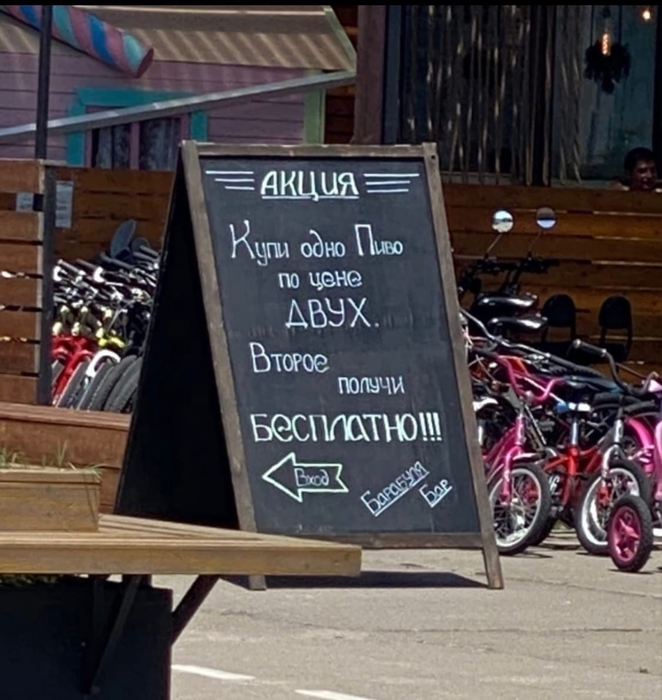 АКЦИЯ
Купи одно Пиво
по цене
ДВУХ.
Второе
получи
БЕСПЛАТНО!!!
Вход
Барабуля
Бар